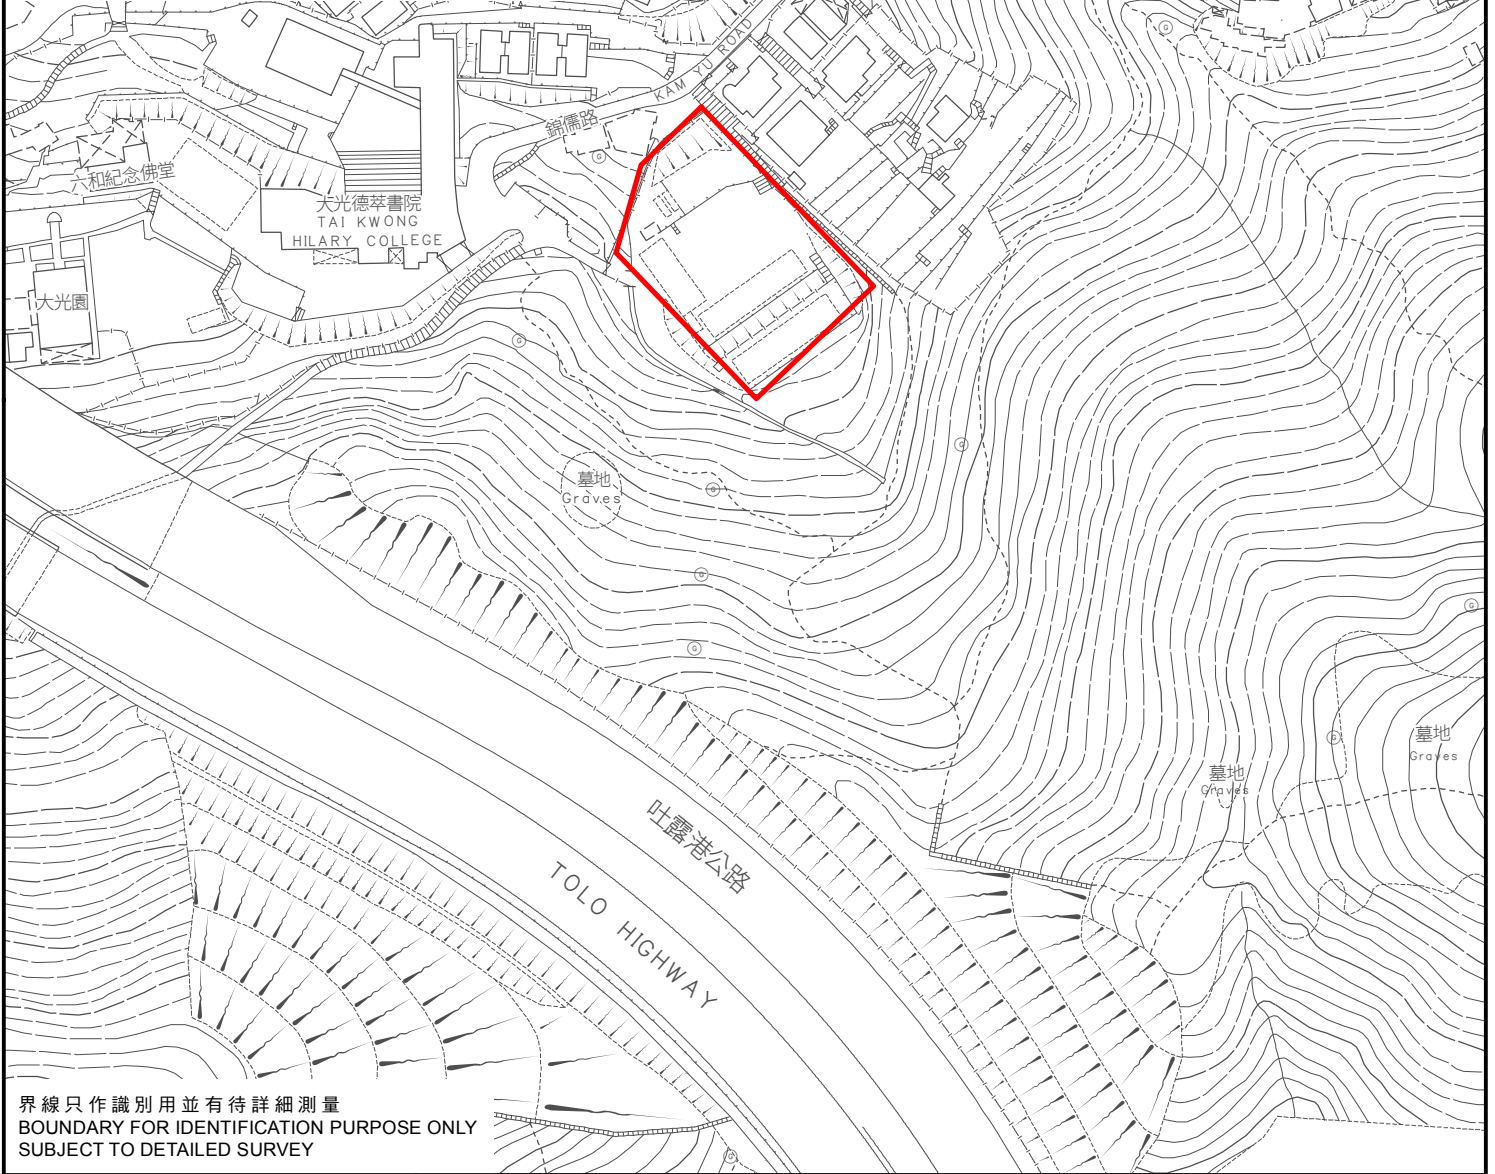 KAM YU ROAD
錦儒路
Ⓖ
六和紀念佛堂
大光德萃書院
TAI KWONG
HILARY COLLEGE
大光園
墓地
Graves
墓地
Graves
墓地
Graves
吐露港公路
TOLO HIGHWAY
界線只作識別用並有待詳細測量
BOUNDARY FOR IDENTIFICATION PURPOSE ONLY
SUBJECT TO DETAILED SURVEY